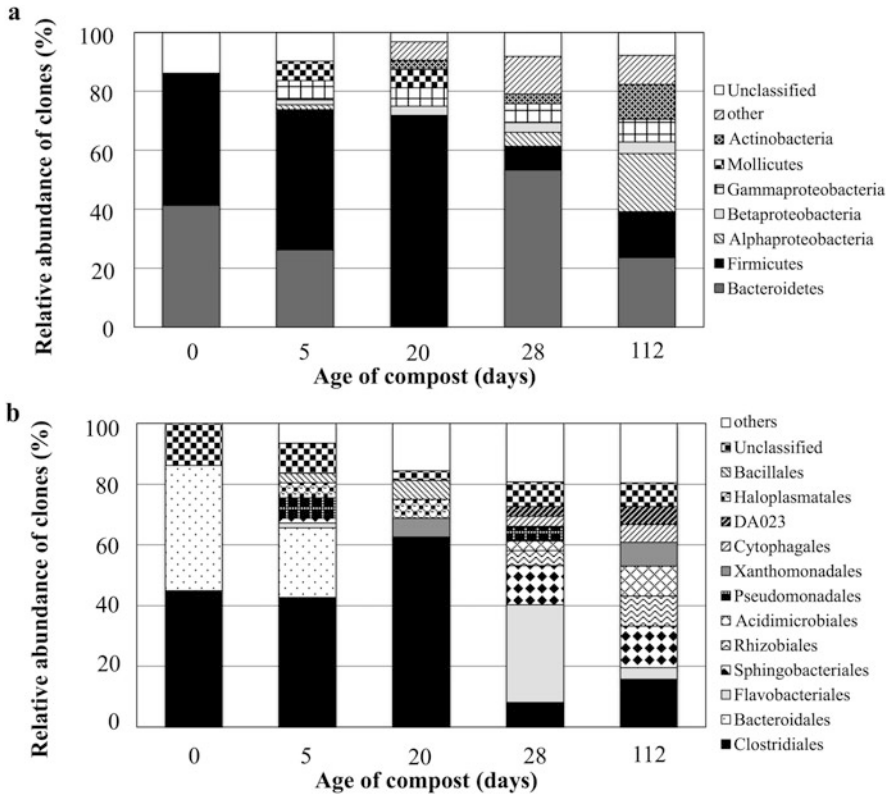 a
Relative abundance of clones (%)
100
80
60
40
20
0
0 5 20 28 112
Age of compost (days)
Unclassified
other
Actinobacteria
Mollicutes
Gammaproteobacteria
Betaproteobacteria
Alphaproteobacteria
Firmicutes
Bacteroidetes
b
Relative abundance of clones (%)
100
80
60
40
20
0
0 5 20 28 112
Age of compost (days)
others
Unclassified
Bacillales
Haloplasmatales
DA023
Cytophagales
Xanthomonadales
Pseudomonadales
Acidimicrobiales
Rhizobiales
Sphingobacteriales
Flavobacteriales
Bacteroidales
Clostridiales